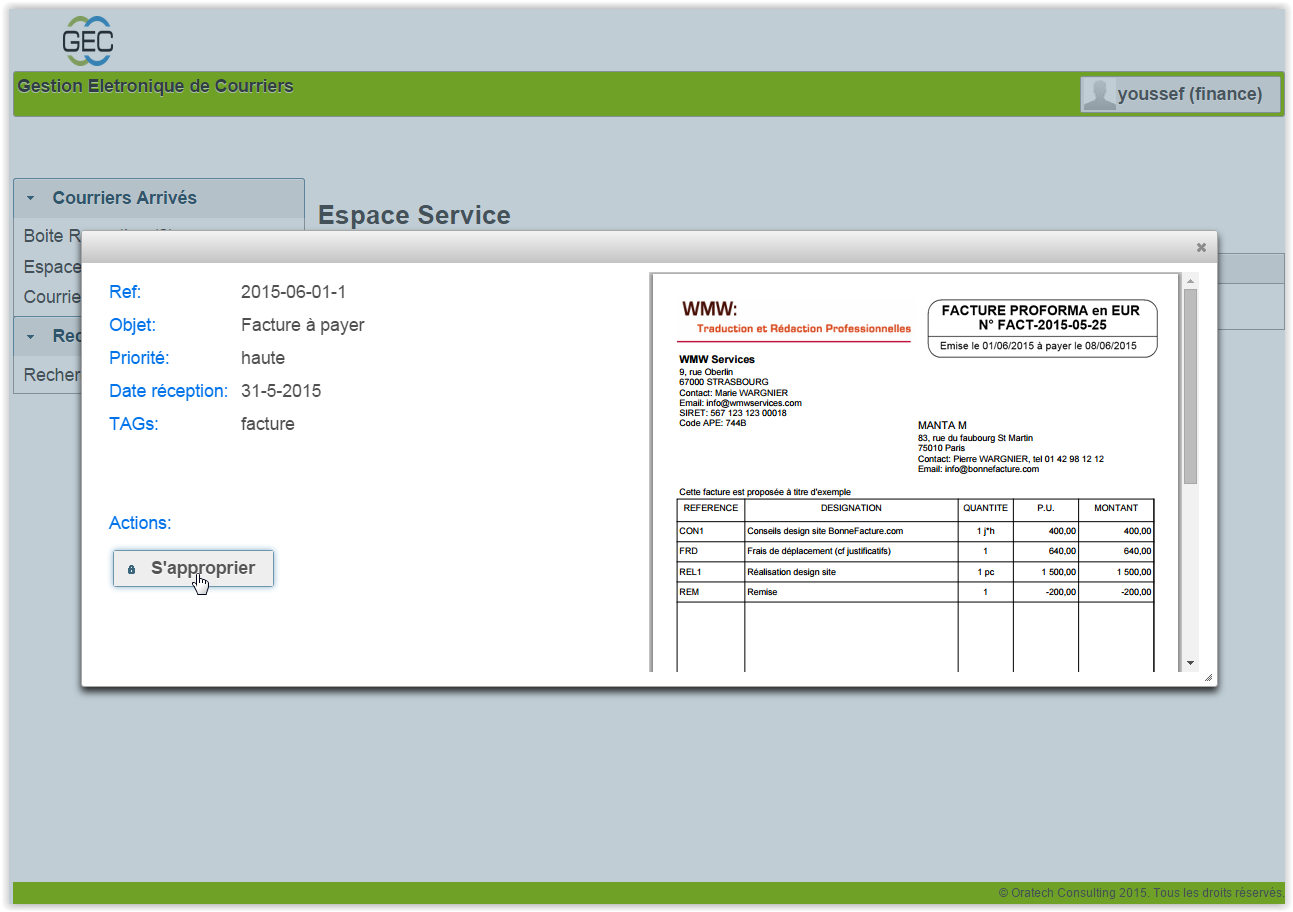 GEC
Gestion Eletronique de Courriers
youssef (finance)
Courriers Arrivés
Espace Service
Boite
Espace
Courrie
Rec
Recher
Ref: 2015-06-01-1
Objet: Facture à payer
Priorité: haute
Date réception: 31-5-2015
TAGs: facture
Actions:
S'approprier
WMW:
Traduction et Rédaction Professionnelles
FACTURE PROFORMA en EUR
N° FACT-2015-05-25
Emise le 01/06/2015 à payer le 08/06/2015
WMW Services
9, rue Oberlin
67000 STRASBOURG
Contact: Marie WARGNIER
Email: info@wmwservices.com
SIRET: 567 123 123 00018
Code APE: 744B
MANTA M
83, rue du faubourg St Martin
75010 Paris
Contact: Pierre WARGNIER, tel 01 42 98 12 12
Email: info@bonnefacture.com
Cette facture est proposée à titre d'exemple
REFERENCE DESIGNATION QUANTITE P.U. MONTANT
CON1 Conseils design site BonneFacture.com 1 j*h 400,00 400,00
FRD Frais de déplacement (cf justificatifs) 1 640,00 640,00
REL1 Réalisation design site 1 pc 1 500,00 1 500,00
REM Remise 1 -200,00 -200,00
© Oratech Consulting 2015. Tous les droits réservés.